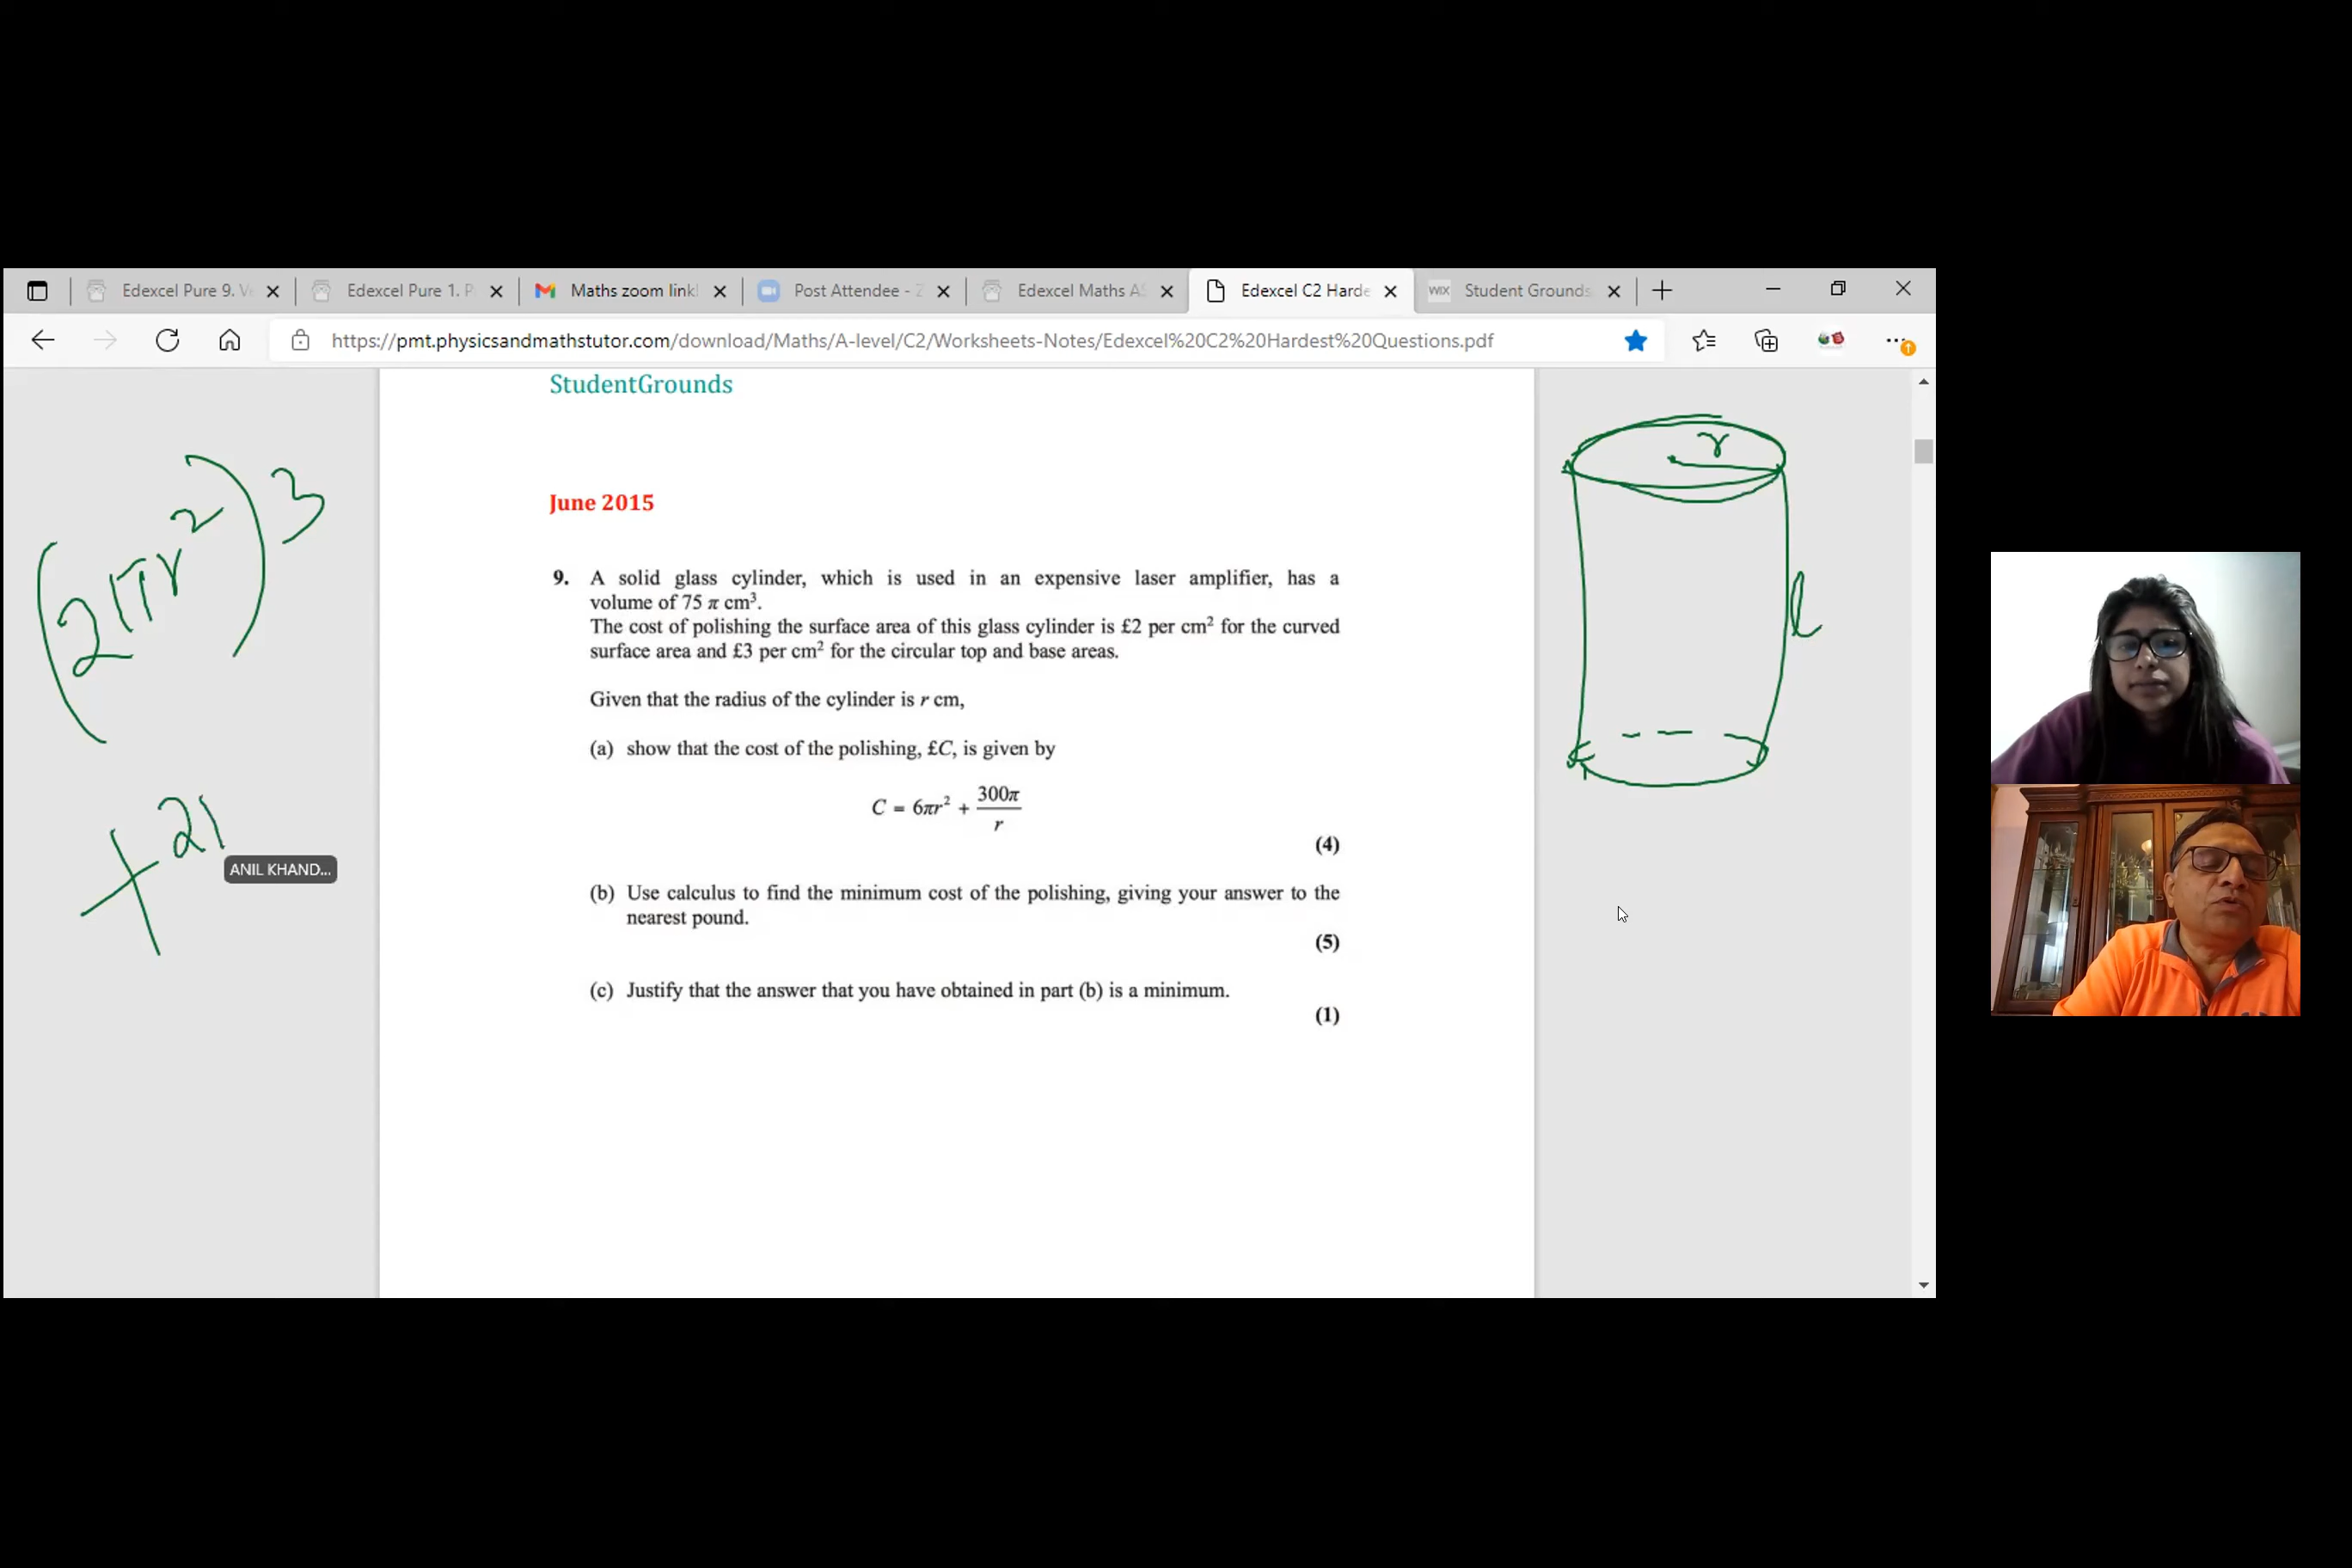 Edexcel Pure 9. V
Edexcel Pure 1. P
Maths zoom link
Post Attendee - Z
Edexcel Maths AS
Edexcel C2 Harde
WIX Student Grounds
https://pmt.physicsandmathstutor.com/download/Maths/A-level/C2/Worksheets-Notes/Edexcel%20C2%20Hardest%20Questions.pdf
StudentGrounds
June 2015
9. A solid glass cylinder, which is used in an expensive laser amplifier, has a
volume of 75 π cm³.
The cost of polishing the surface area of this glass cylinder is £2 per cm² for the curved
surface area and £3 per cm² for the circular top and base areas.
Given that the radius of the cylinder is r cm,
(a) show that the cost of the polishing, £C, is given by
C = 6πr² + 300π/r
(4)
(b) Use calculus to find the minimum cost of the polishing, giving your answer to the
nearest pound.
(5)
(c) Justify that the answer that you have obtained in part (b) is a minimum.
(1)
(2πr²)3
+ 21
ANIL KHAND...
r
l